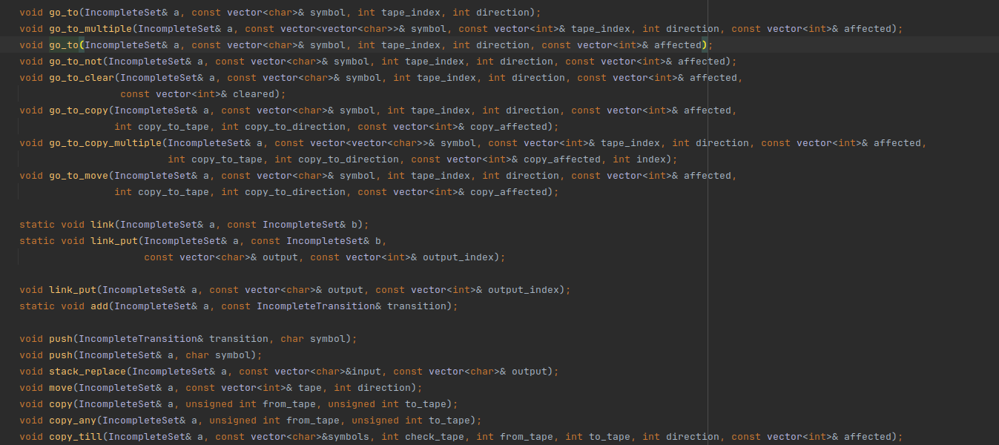 void go_to(IncompleteSet& a, const vector<char>& symbol, int tape_index, int direction);
void go_to_multiple(IncompleteSet& a, const vector<vector<char>>& symbol, const vector<int>& tape_index, int direction, const vector<int>& affected);
void go_to(IncompleteSet& a, const vector<char>& symbol, int tape_index, int direction, const vector<int>& affected);
void go_to_not(IncompleteSet& a, const vector<char>& symbol, int tape_index, int direction, const vector<int>& affected);
void go_to_clear(IncompleteSet& a, const vector<char>& symbol, int tape_index, int direction, const vector<int>& affected,
const vector<int>& cleared);
void go_to_copy(IncompleteSet& a, const vector<char>& symbol, int tape_index, int direction, const vector<int>& affected,
int copy_to_tape, int copy_to_direction, const vector<int>& copy_affected);
void go_to_copy_multiple(IncompleteSet& a, const vector<vector<char>>& symbol, const vector<int>& tape_index, int direction, const vector<int>& affected,
int copy_to_tape, int copy_to_direction, const vector<int>& copy_affected, int index);
void go_to_move(IncompleteSet& a, const vector<char>& symbol, int tape_index, int direction, const vector<int>& affected,
int copy_to_tape, int copy_to_direction, const vector<int>& copy_affected);
static void link(IncompleteSet& a, const IncompleteSet& b);
static void link_put(IncompleteSet& a, const IncompleteSet& b,
const vector<char>& output, const vector<int>& output_index);
void link_put(IncompleteSet& a, const vector<char>& output, const vector<int>& output_index);
static void add(IncompleteSet& a, const IncompleteTransition& transition);
void push(IncompleteTransition& transition, char symbol);
void push(IncompleteSet& a, char symbol);
void stack_replace(IncompleteSet& a, const vector<char>&input, const vector<char>& output);
void move(IncompleteSet& a, const vector<int>& tape, int direction);
void copy(IncompleteSet& a, unsigned int from_tape, unsigned int to_tape);
void copy_any(IncompleteSet& a, unsigned int from_tape, unsigned int to_tape);
void copy_till(IncompleteSet& a, const vector<char>&symbols, int check_tape, int from_tape, int to_tape, int direction, const vector<int>& affected);